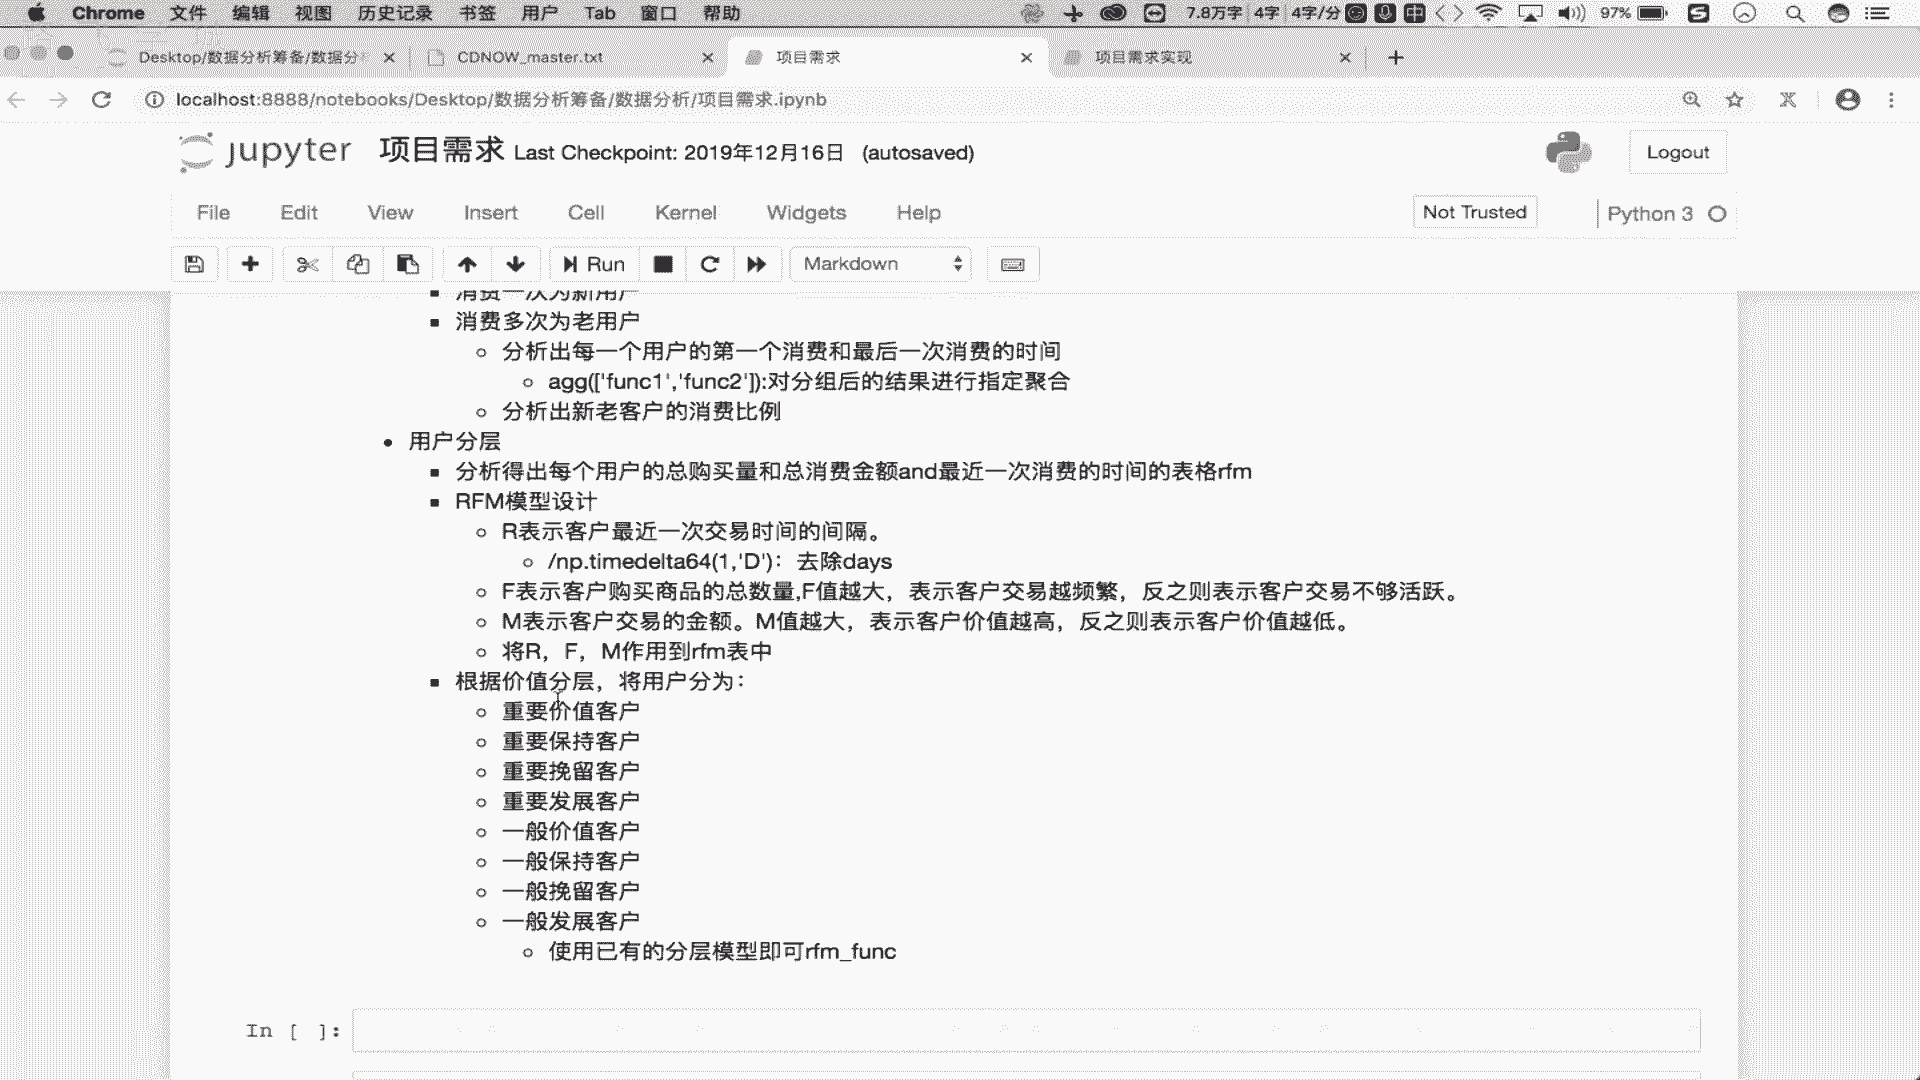 Chrome 文件 编辑 视图 历史记录 书签 用户 Tab 窗口 帮助 7.8万字 4字 4字/分 中 97%
Desktop/数据分析筹备/数据分 CDNOW_master.txt 项目需求 项目需求实现
localhost:8888/notebooks/Desktop/数据分析筹备/数据分析/项目需求.ipynb
jupyter 项目需求 Last Checkpoint: 2019年12月16日 (autosaved) Logout
File Edit View Insert Cell Kernel Widgets Help Not Trusted Python 3
Run Markdown
消费一次为新用户
消费多次为老用户
分析出每一个用户的第一个消费和最后一次消费的时间
agg(['func1','func2']):对分组后的结果进行指定聚合
分析出新老客户的消费比例
用户分层
分析得出每个用户的总购买量和总消费金额and最近一次消费的时间的表格rfm
RFM模型设计
R表示客户最近一次交易时间的间隔。
/np.timedelta64(1,'D')：去除days
F表示客户购买商品的总数量,F值越大，表示客户交易越频繁，反之则表示客户交易不够活跃。
M表示客户交易的金额。M值越大，表示客户价值越高，反之则表示客户价值越低。
将R，F，M作用到rfm表中
根据价值分层，将用户分为：
重要价值客户
重要保持客户
重要挽留客户
重要发展客户
一般价值客户
一般保持客户
一般挽留客户
一般发展客户
使用已有的分层模型即可rfm_func
In [ ]: